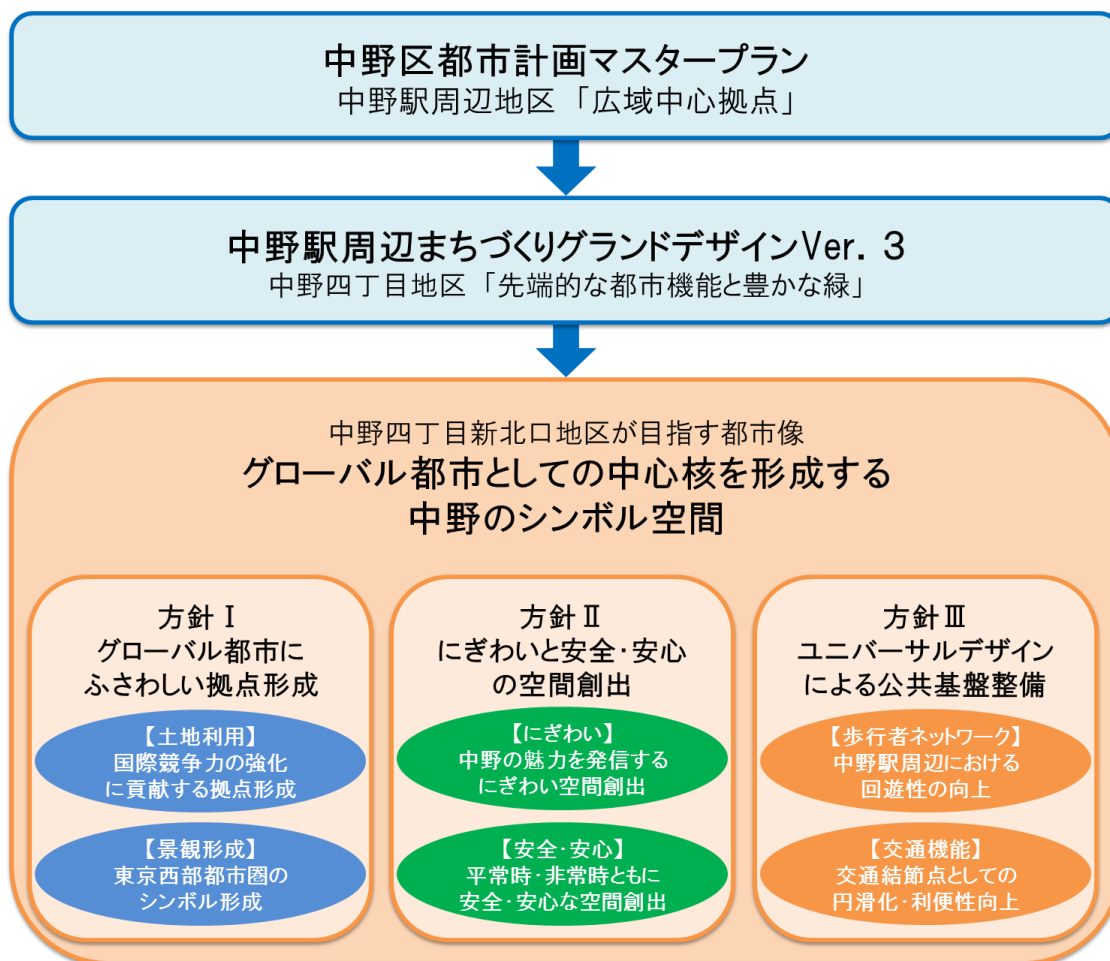 中野区都市計画マスタープラン
中野駅周辺地区「広域中心拠点」
中野駅周辺まちづくりグランドデザインVer. 3
中野四丁目地区「先端的な都市機能と豊かな緑」
中野四丁目新北口地区が目指す都市像
グローバル都市としての中心核を形成する
中野のシンボル空間
方針Ⅰ
グローバル都市に
ふさわしい拠点形成
【土地利用】
国際競争力の強化
に貢献する拠点形成
【景観形成】
東京西部都市圏の
シンボル形成
方針Ⅱ
にぎわいと安全・安心
の空間創出
【にぎわい】
中野の魅力を発信する
にぎわい空間創出
【安全・安心】
平常時・非常時ともに
安全・安心な空間創出
方針Ⅲ
ユニバーサルデザイン
による公共基盤整備
【歩行者ネットワーク】
中野駅周辺における
回遊性の向上
【交通機能】
交通結節点としての
円滑化・利便性向上